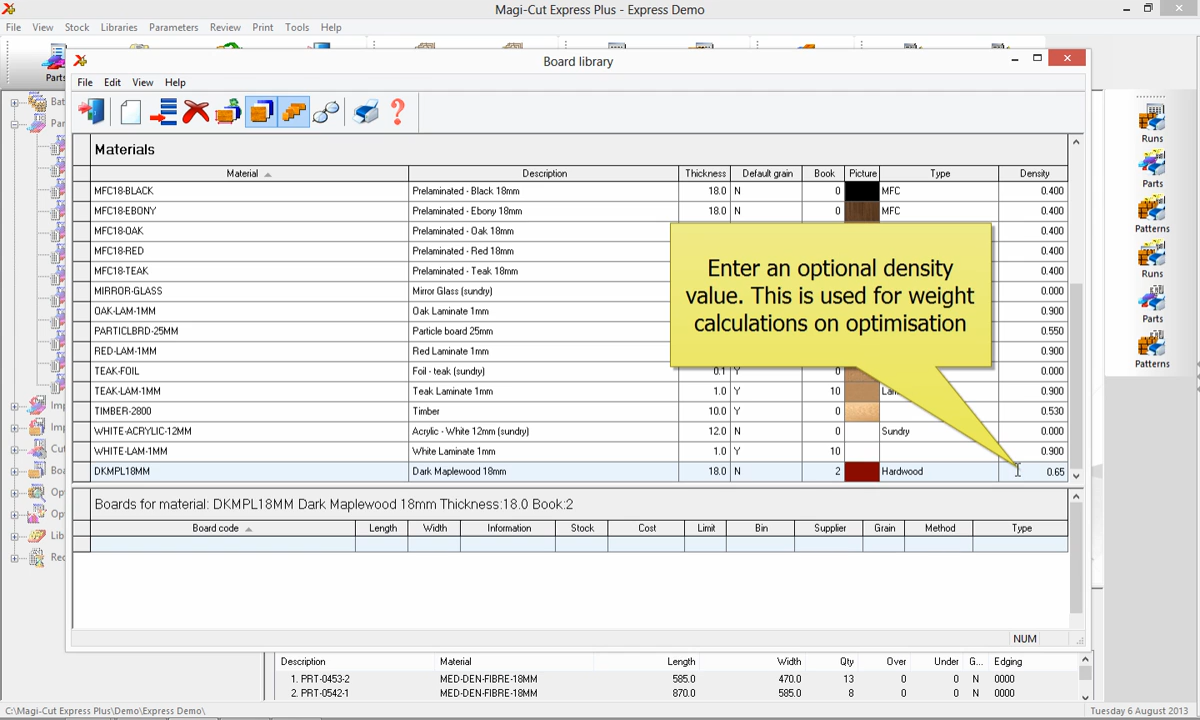 Magi-Cut Express Plus - Express Demo
File View Stock Libraries Parameters Review Print Tools Help
Parts
Board library
File Edit View Help
Materials
Material Description Thickness Default grain Book Picture Type Density
MFC18-BLACK Prelaminated - Black 18mm 18.0 N 0 MFC 0.400
MFC18-EBONY Prelaminated - Ebony 18mm 18.0 N 0 MFC 0.400
MFC18-OAK Prelaminated - Oak 18mm 0.400
MFC18-RED Prelaminated - Red 18mm 0.400
MFC18-TEAK Prelaminated - Teak 18mm 0.400
MIRROR-GLASS Mirror Glass (sundry) 0.000
OAK-LAM-1MM Oak Laminate 1mm 0.900
PARTICLBRD-25MM Particle board 25mm 0.550
RED-LAM-1MM Red Laminate 1mm 0.900
TEAK-FOIL Foil - teak (sundry) 0.1 Y 0 0.000
TEAK-LAM-1MM Teak Laminate 1mm 1.0 Y 10 0.900
TIMBER-2800 Timber 10.0 Y 0 0.530
WHITE-ACRYLIC-12MM Acrylic - White 12mm (sundry) 12.0 N 0 Sundry 0.000
WHITE-LAM-1MM White Laminate 1mm 1.0 Y 10 0.900
DKMPL18MM Dark Maplewood 18mm 18.0 N 2 Hardwood 0.65
Enter an optional density
value. This is used for weight
calculations on optimisation
Boards for material: DKMPL18MM Dark Maplewood 18mm Thickness:18.0 Book:2
Board code Length Width Information Stock Cost Limit Bin Supplier Grain Method Type
NUM
Runs
Parts
Patterns
Runs
Parts
Patterns
Description Material Length Width Qty Over Under G... Edging
1. PRT-0453-2 MED-DEN-FIBRE-18MM 585.0 470.0 13 0 0 N 0000
2. PRT-0542-1 MED-DEN-FIBRE-18MM 870.0 585.0 8 0 0 N 0000
C:\Magi-Cut Express Plus\Demo\Express Demo\
Tuesday 6 August 2013